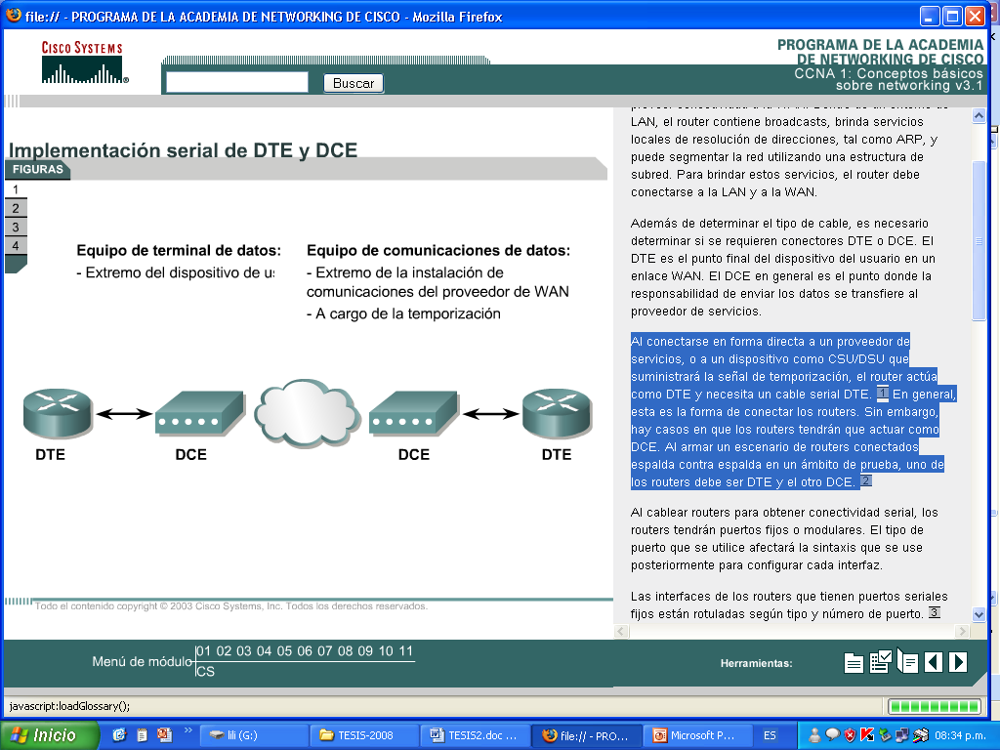 file:// - PROGRAMA DE LA ACADEMIA DE NETWORKING DE CISCO - Mozilla Firefox
CISCO SYSTEMS
Buscar
PROGRAMA DE LA ACADEMIA
DE NETWORKING DE CISCO
CCNA 1: Conceptos básicos
sobre networking v3.1
Implementación serial de DTE y DCE
FIGURAS
1
2
3
4
Equipo de terminal de datos:
- Extremo del dispositivo de
Equipo de comunicaciones de datos:
- Extremo de la instalación de
comunicaciones del proveedor de WAN
- A cargo de la temporización
DTE
DCE
DCE
DTE
LAN, el router contiene broadcasts, brinda servicios
locales de resolución de direcciones, tal como ARP, y
puede segmentar la red utilizando una estructura de
subred. Para brindar estos servicios, el router debe
conectarse a la LAN y a la WAN.
Además de determinar el tipo de cable, es necesario
determinar si se requieren conectores DTE o DCE. El
DTE es el punto final del dispositivo del usuario en un
enlace WAN. El DCE en general es el punto donde la
responsabilidad de enviar los datos se transfiere al
proveedor de servicios.
Al conectarse en forma directa a un proveedor de
servicios, o a un dispositivo como CSU/DSU que
suministrará la señal de temporización, el router actúa
como DTE y necesita un cable serial DTE. 1 En general,
esta es la forma de conectar los routers. Sin embargo,
hay casos en que los routers tendrán que actuar como
DCE. Al armar un escenario de routers conectados
espalda contra espalda en un ámbito de prueba, uno de
los routers debe ser DTE y el otro DCE. 2
Al cablear routers para obtener conectividad serial, los
routers tendrán puertos fijos o modulares. El tipo de
puerto que se utilice afectará la sintaxis que se use
posteriormente para configurar cada interfaz.
Las interfaces de los routers que tienen puertos seriales
fijos están rotuladas según tipo y número de puerto. 3
Todo el contenido copyright © 2003 Cisco Systems, Inc. Todos los derechos reservados.
Menú de módulo
01 02 03 04 05 06 07 08 09 10 11
CS
Herramientas:
javascript:loadGlossary();
Inicio
lili (G:)
TESIS-2008
TESIS2.doc ...
file:// - PRO...
Microsoft P...
ES
08:34 p.m.